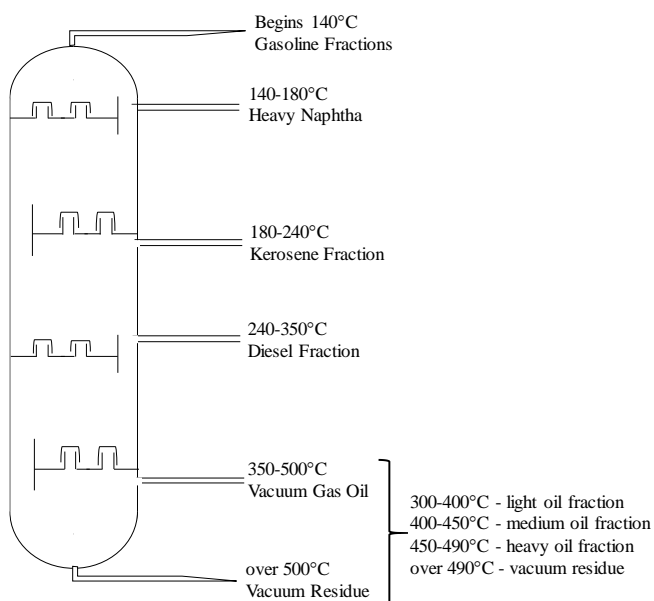 Begins 140°C
Gasoline Fractions
140-180°C
Heavy Naphtha
180-240°C
Kerosene Fraction
240-350°C
Diesel Fraction
350-500°C
Vacuum Gas Oil
over 500°C
Vacuum Residue
300-400°C - light oil fraction
400-450°C - medium oil fraction
450-490°C - heavy oil fraction
over 490°C - vacuum residue